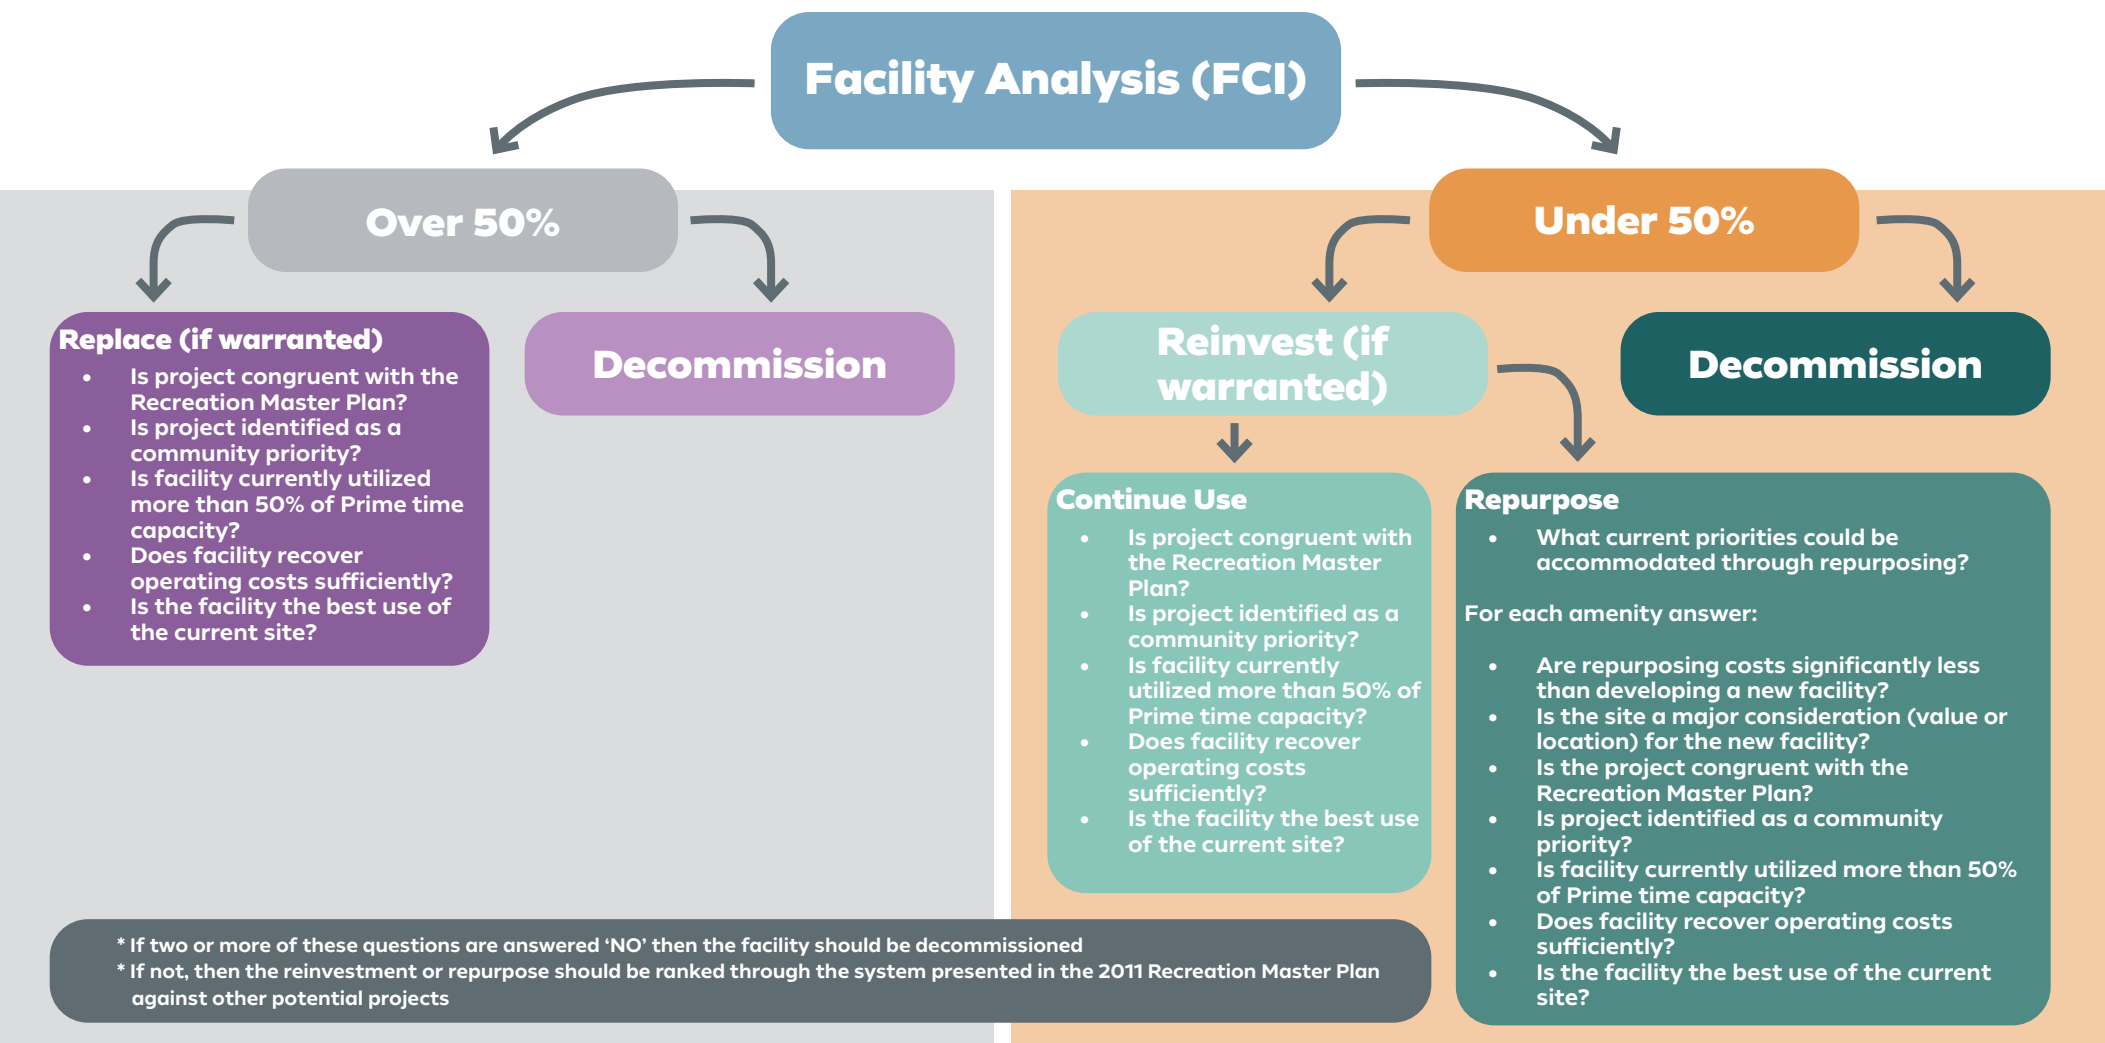 Facility Analysis (FCI)
Over 50%
Under 50%
Replace (if warranted)
• Is project congruent with the
Recreation Master Plan?
• Is project identified as a
community priority?
• Is facility currently utilized
more than 50% of Prime time
capacity?
• Does facility recover
operating costs sufficiently?
• Is the facility the best use of
the current site?
Decommission
Reinvest (if
warranted)
Decommission
Continue Use
• Is project congruent with
the Recreation Master
Plan?
• Is project identified as a
community priority?
• Is facility currently
utilized more than 50% of
Prime time capacity?
• Does facility recover
operating costs
sufficiently?
• Is the facility the best use
of the current site?
Repurpose
• What current priorities could be
accommodated through repurposing?
For each amenity answer:
• Are repurposing costs significantly less
than developing a new facility?
• Is the site a major consideration (value or
location) for the new facility?
• Is the project congruent with the
Recreation Master Plan?
• Is project identified as a community
priority?
• Is facility currently utilized more than 50%
of Prime time capacity?
• Does facility recover operating costs
sufficiently?
• Is the facility the best use of the current
site?
* If two or more of these questions are answered ‘NO’ then the facility should be decommissioned
* If not, then the reinvestment or repurpose should be ranked through the system presented in the 2011 Recreation Master Plan
against other potential projects